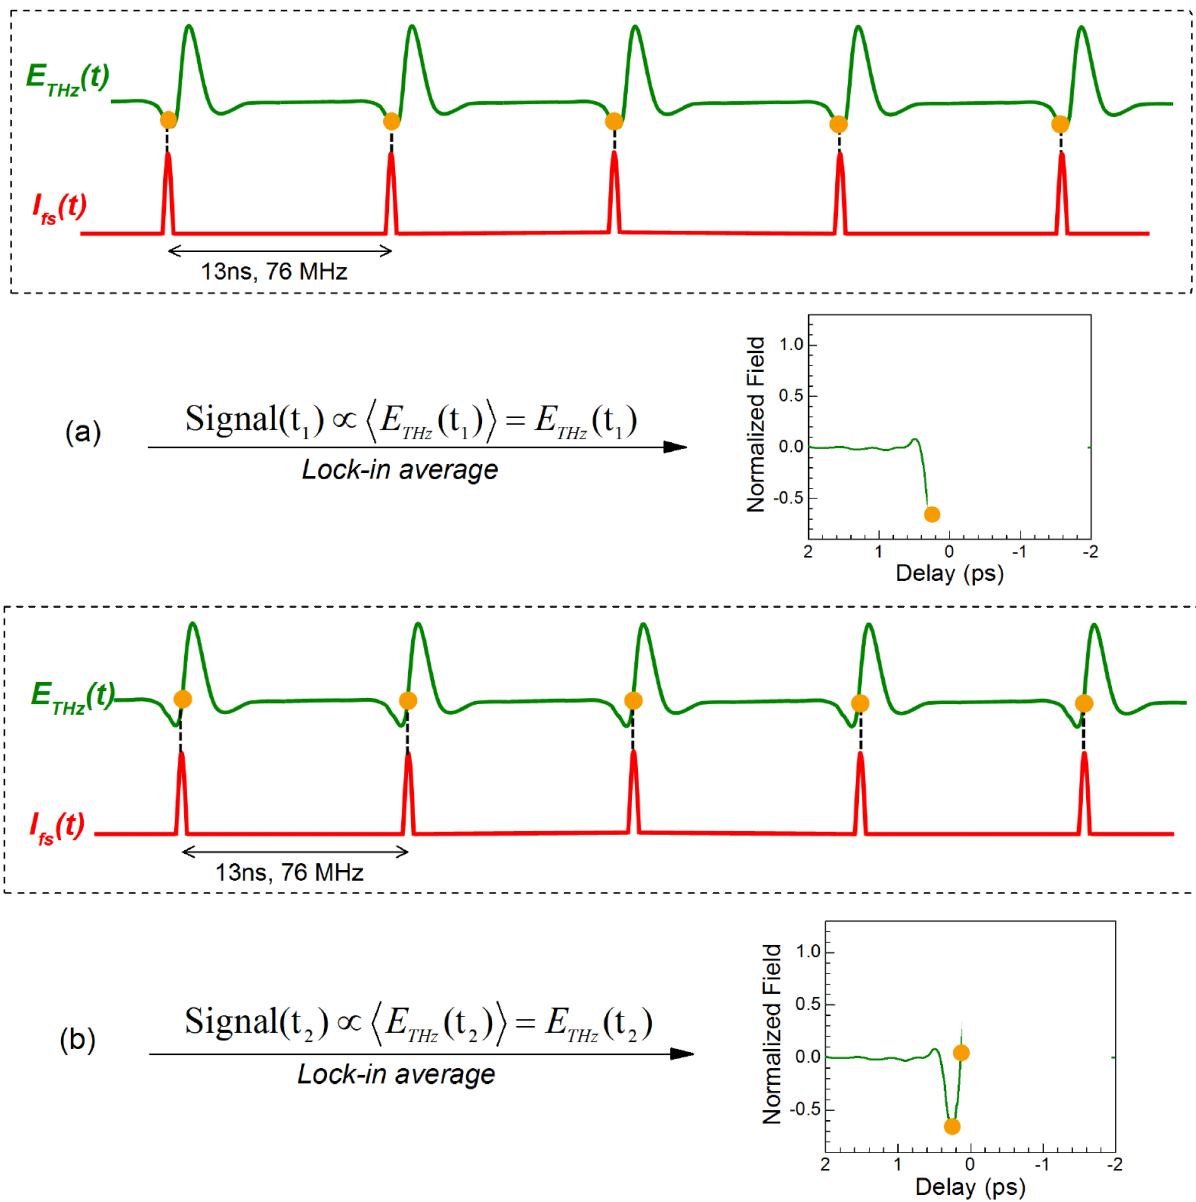 E_THz(t)
I_fs(t)
13ns, 76 MHz
(a)
Signal(t₁) ∝ ⟨E_THz(t₁)⟩ = E_THz(t₁)
Lock-in average
Normalized Field
1.0
0.5
0.0
-0.5
2 1 0 -1 -2
Delay (ps)
E_THz(t)
I_fs(t)
13ns, 76 MHz
(b)
Signal(t₂) ∝ ⟨E_THz(t₂)⟩ = E_THz(t₂)
Lock-in average
Normalized Field
1.0
0.5
0.0
-0.5
2 1 0 -1 -2
Delay (ps)